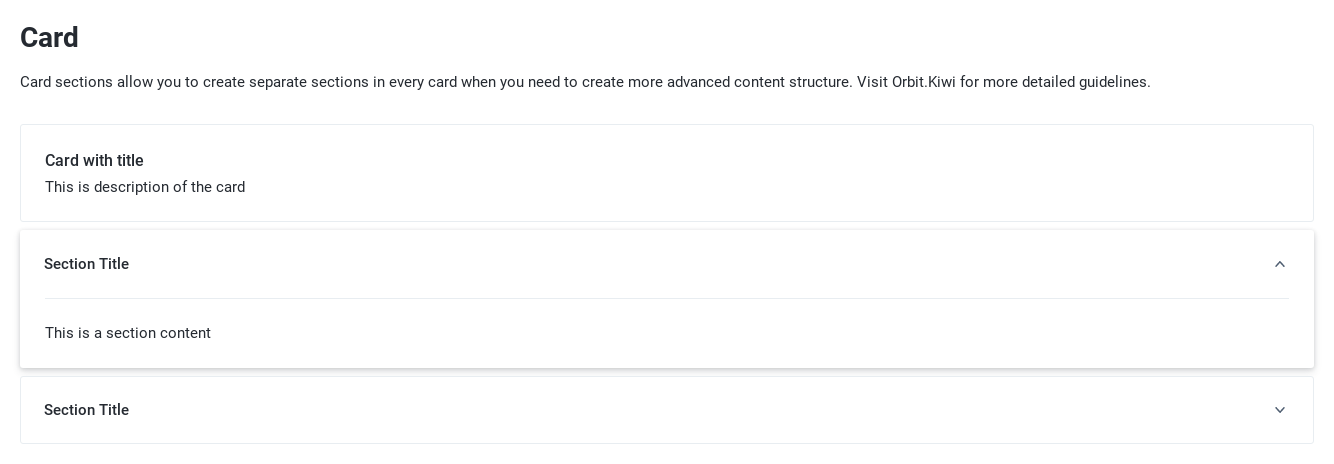 Card
Card sections allow you to create separate sections in every card when you need to create more advanced content structure. Visit Orbit.Kiwi for more detailed guidelines.
Card with title
This is description of the card
Section Title
This is a section content
Section Title